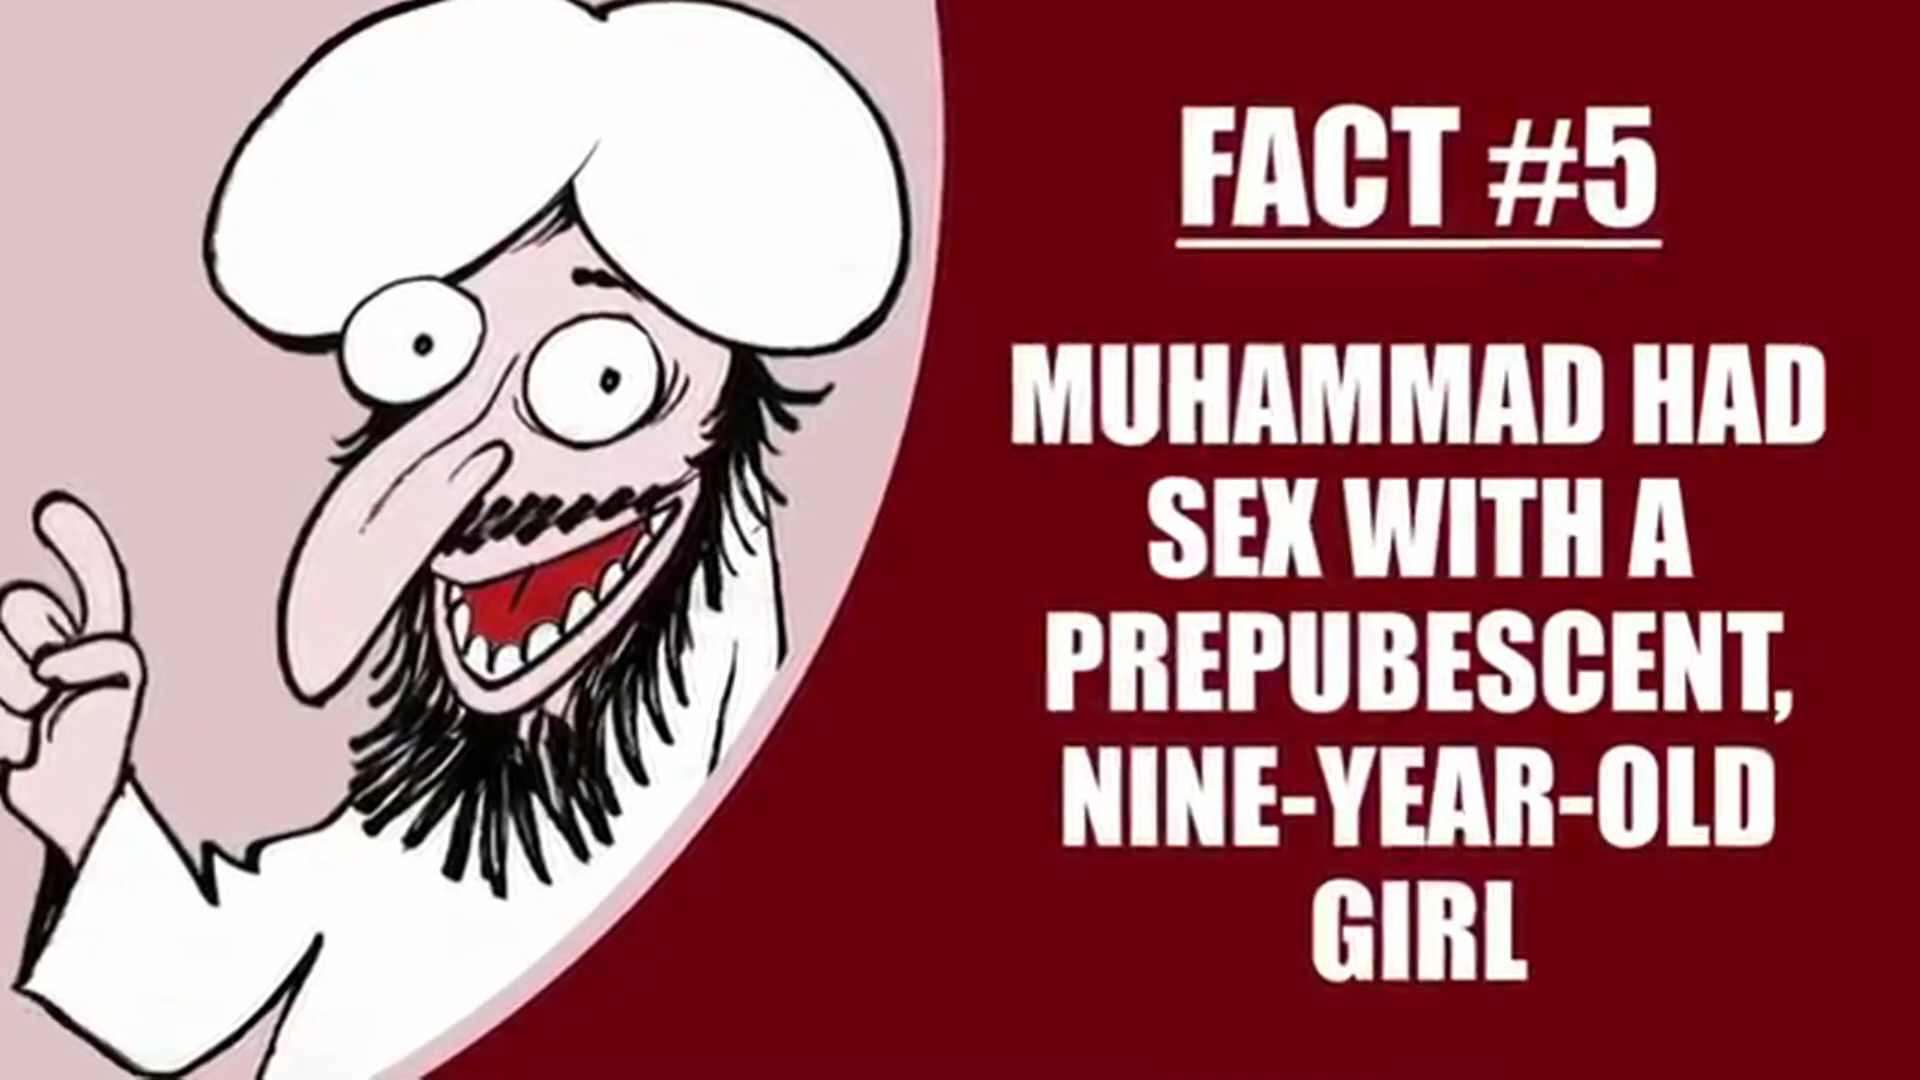 FACT #5
MUHAMMAD HAD
SEX WITH A
PREPUBESCENT,
NINE-YEAR-OLD
GIRL